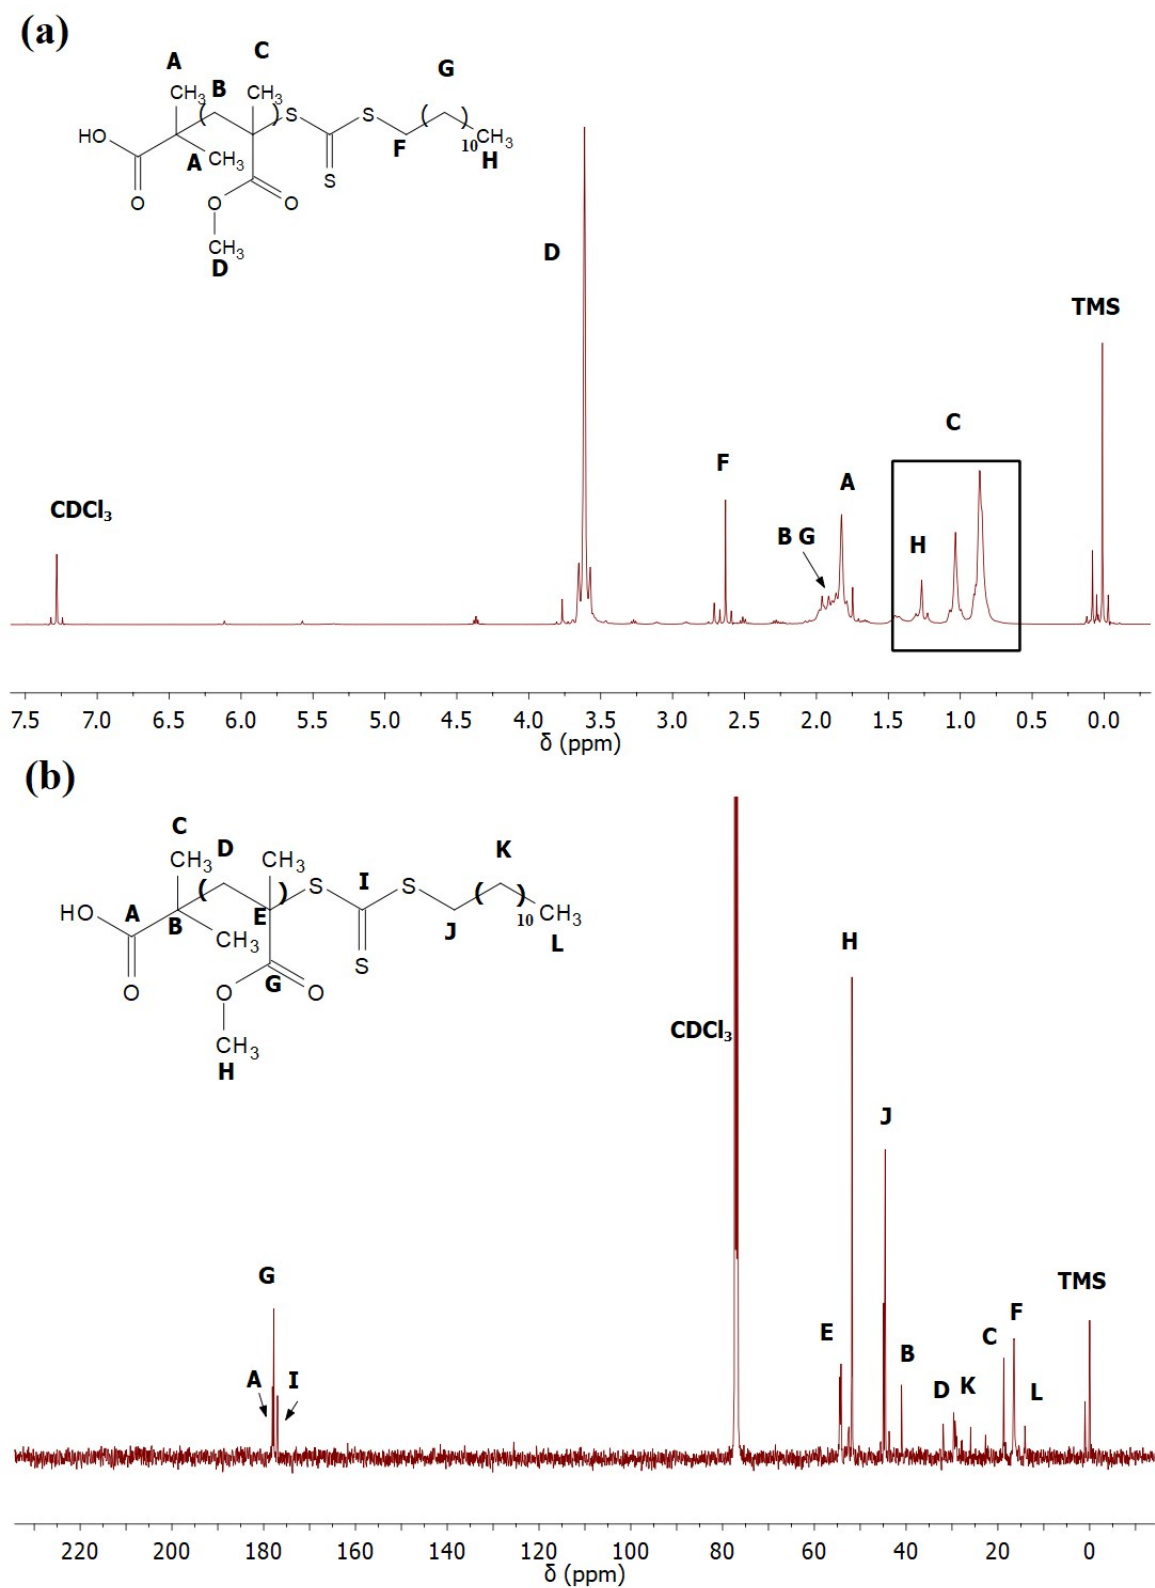 (a)
A
B
C
G
CH₃
CH₃
S
S
HO
( ) ( )
10
CH₃
A
CH₃
F
H
O
O
O
S
CH₃
D
D
TMS
C
F
A
CDCl₃
B G
H
7.5 7.0 6.5 6.0 5.5 5.0 4.5 4.0 3.5 3.0 2.5 2.0 1.5 1.0 0.5 0.0
δ (ppm)
(b)
C
D
K
CH₃
CH₃
S
I
S
( ) ( )
10
CH₃
HO
A
B
CH₃
E
J
L
O
O
G
O
S
CH₃
H
H
CDCl₃
J
G
TMS
E
F
C
B
A
I
D
K
L
220 200 180 160 140 120 100 80 60 40 20 0
δ (ppm)